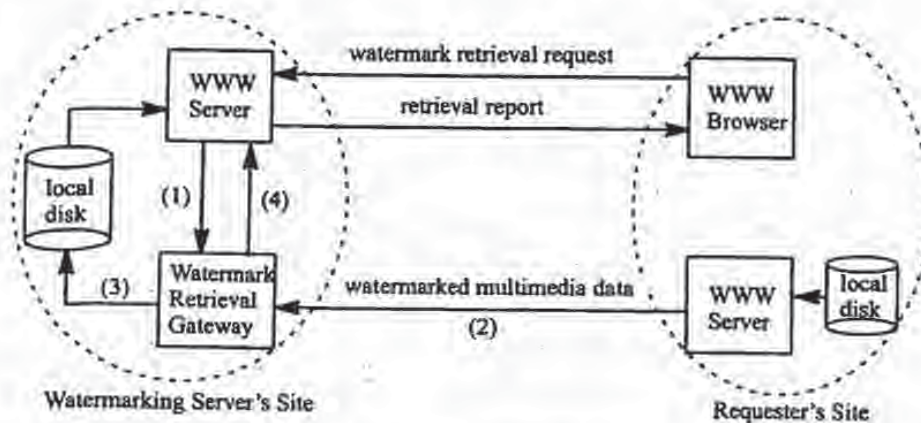 watermark retrieval request
WWW
Server
retrieval report
WWW
Browser
local
disk
(1)
(4)
(3)
Watermark
Retrieval
Gateway
watermarked multimedia data
(2)
WWW
Server
local
disk
Watermarking Server's Site
Requester's Site